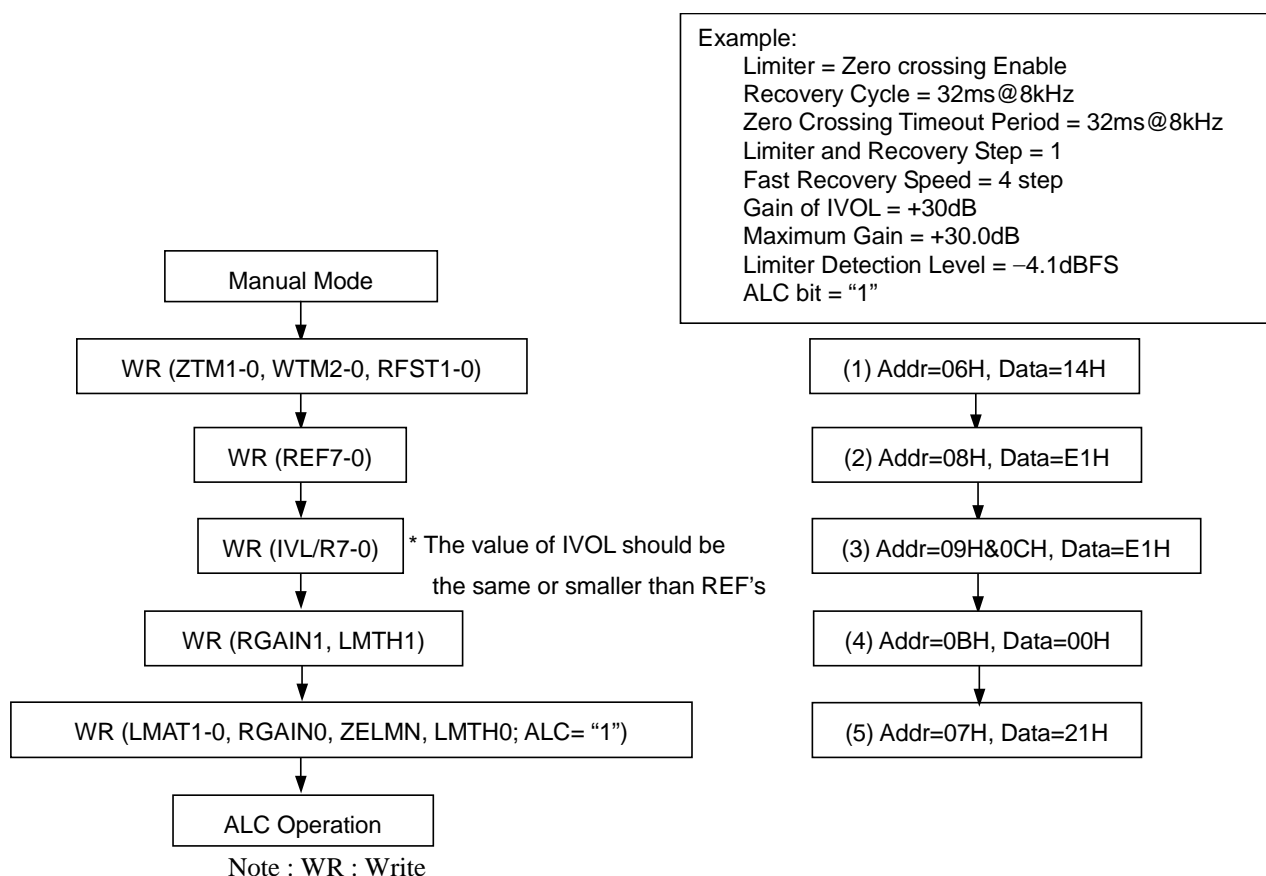 Example:
Limiter = Zero crossing Enable
Recovery Cycle = 32ms@8kHz
Zero Crossing Timeout Period = 32ms@8kHz
Limiter and Recovery Step = 1
Fast Recovery Speed = 4 step
Gain of IVOL = +30dB
Maximum Gain = +30.0dB
Limiter Detection Level = −4.1dBFS
ALC bit = “1”
Manual Mode
WR (ZTM1-0, WTM2-0, RFST1-0)
WR (REF7-0)
WR (IVL/R7-0)
* The value of IVOL should be
the same or smaller than REF’s
WR (RGAIN1, LMTH1)
WR (LMAT1-0, RGAIN0, ZELMN, LMTH0; ALC= “1”)
ALC Operation
Note : WR : Write
(1) Addr=06H, Data=14H
(2) Addr=08H, Data=E1H
(3) Addr=09H&0CH, Data=E1H
(4) Addr=0BH, Data=00H
(5) Addr=07H, Data=21H